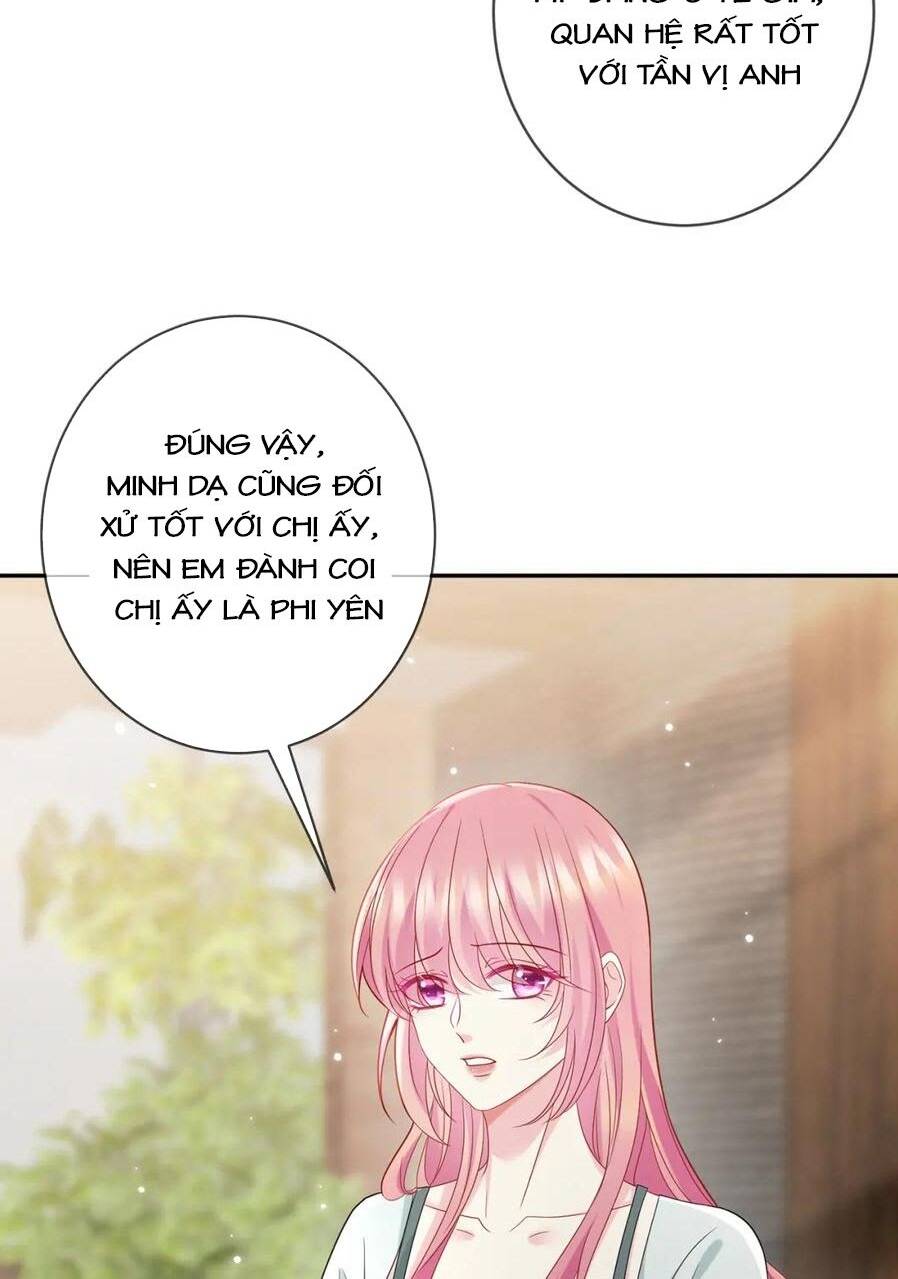 QUAN HỆ RẤT TỐT
VỚI TẦN VỊ ANH
ĐÚNG VẬY,
MINH DẠ CŨNG ĐỐI
XỬ TỐT VỚI CHỊ ẤY,
NÊN EM ĐÀNH COI
CHỊ ẤY LÀ PHI YÊN